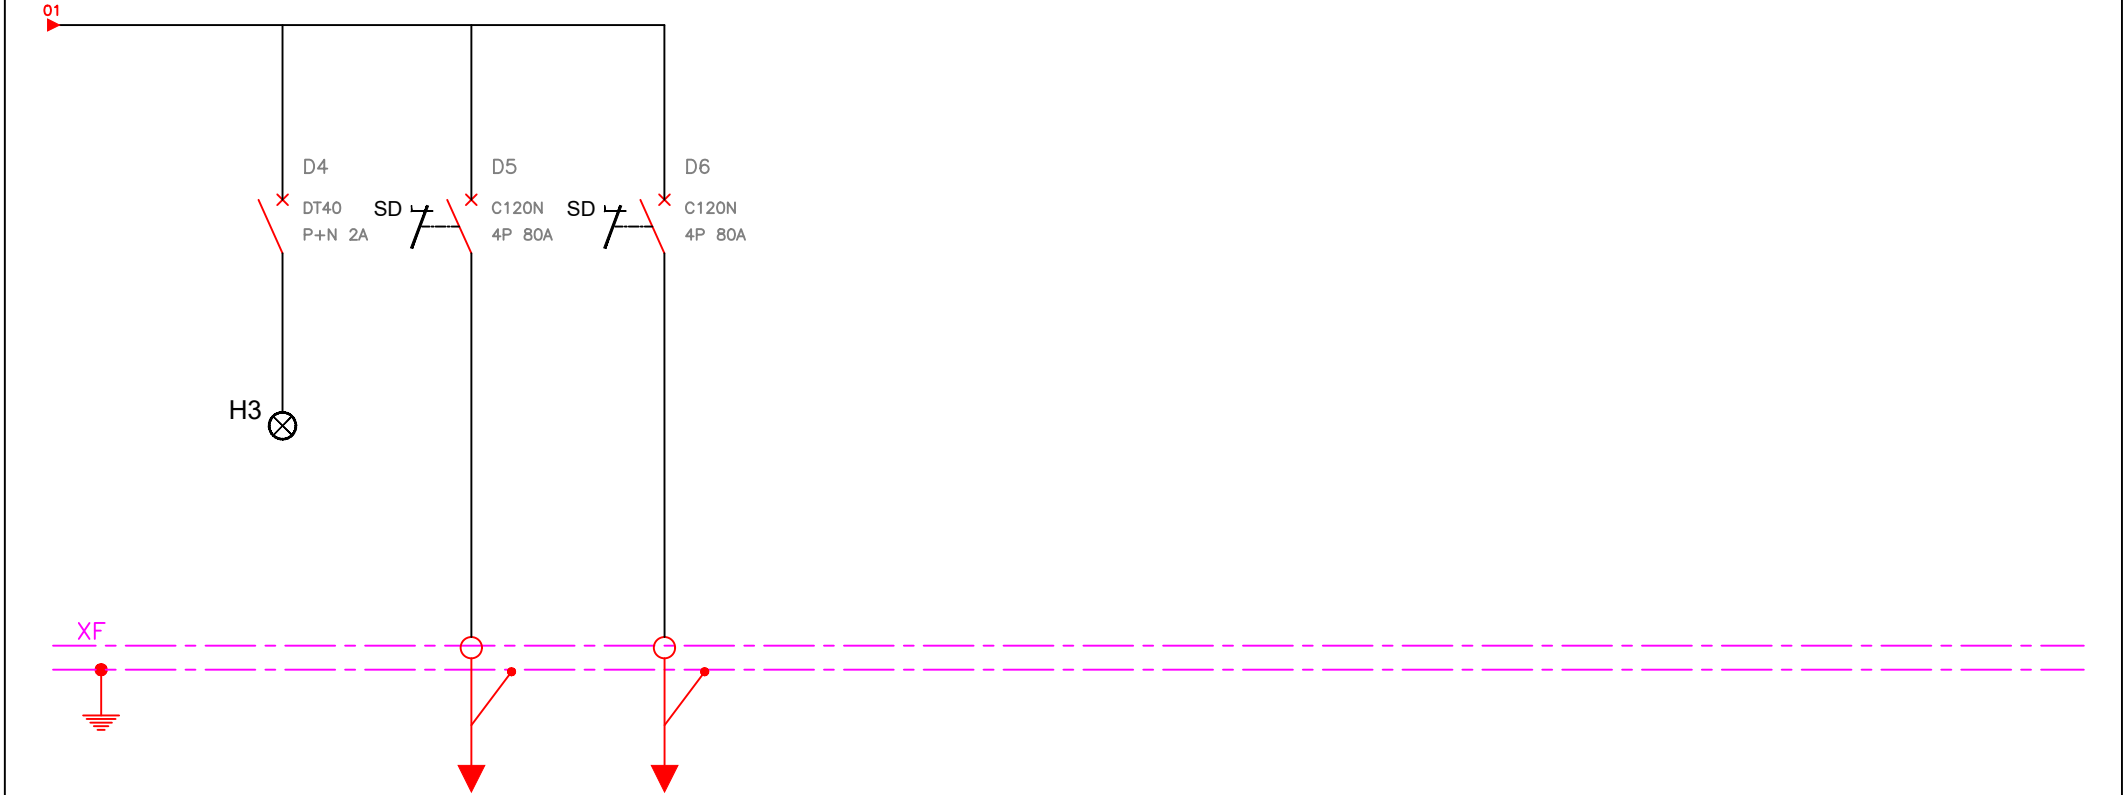 01
D4
DT40
P+N 2A
SD
D5
C120N
4P 80A
SD
D6
C120N
4P 80A
H3
XF